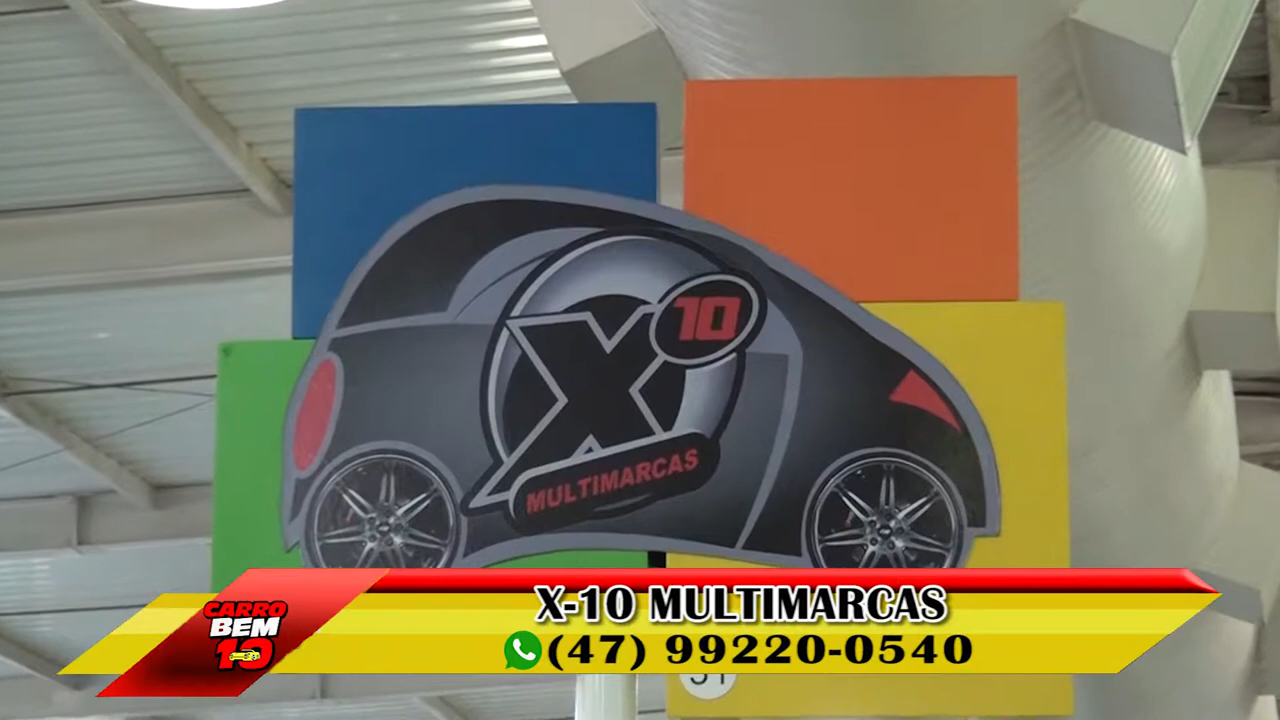 X 10
MULTIMARCAS
CARRO
BEM
10
X-10 MULTIMARCAS
(47) 99220-0540